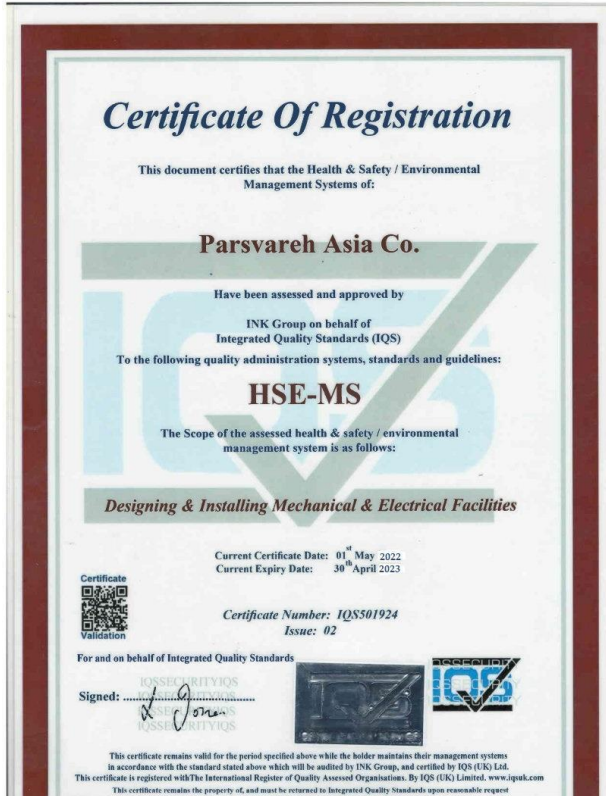 Certificate Of Registration
This document certifies that the Health & Safety / Environmental
Management Systems of:
Parsvareh Asia Co.
Have been assessed and approved by
INK Group on behalf of
Integrated Quality Standards (IQS)
To the following quality administration systems, standards and guidelines:
HSE-MS
The Scope of the assessed health & safety / environmental
management system is as follows:
Designing & Installing Mechanical & Electrical Facilities
Current Certificate Date: 01st May 2022
Current Expiry Date: 30th April 2023
Certificate
Validation
Certificate Number: IQS501924
Issue: 02
For and on behalf of Integrated Quality Standards
IQSSECURITYIQS
Signed:
IQS
This certificate remains valid for the period specified above while the holder maintains their management systems
in accordance with the standard stated above which will be audited by INK Group, and certified by IQS (UK) Ltd.
This certificate is registered withThe International Register of Quality Assessed Organisations. By IQS (UK) Limited. www.iqsuk.com
This certificate remains the property of, and must be returned to Integrated Quality Standards upon reasonable request